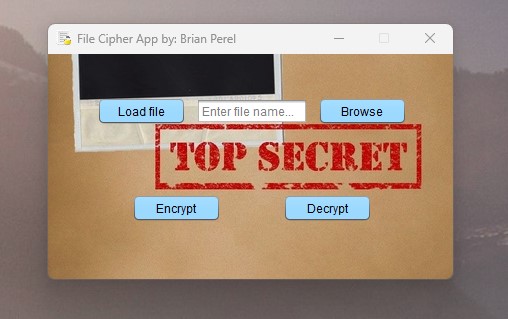 File Cipher App by: Brian Perel
Load file
Enter file name...
Browse
TOP SECRET
Encrypt
Decrypt